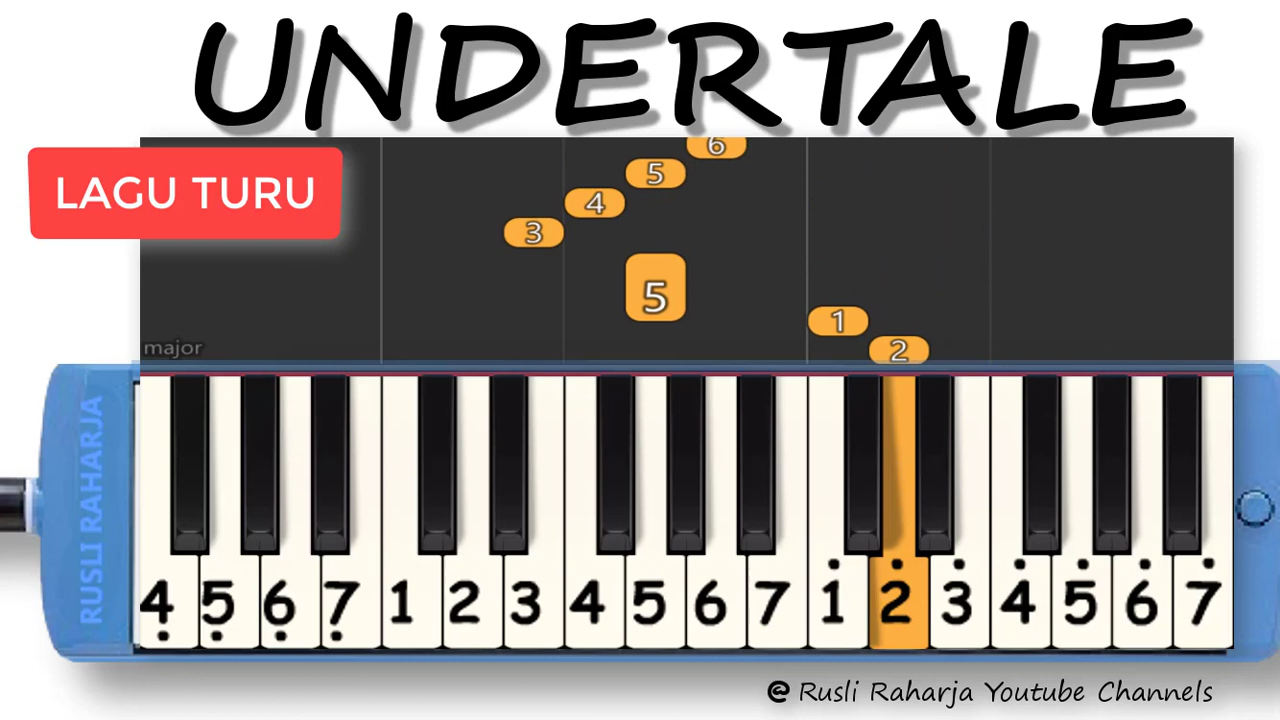 UNDERTALE
LAGU TURU
6
5
4
3
5
1
2
major
RUSLI RAHARJA
4̣ 5̣ 6̣ 7̣ 1 2 3 4 5 6 7 1̇ 2̇ 3̇ 4̇ 5̇ 6̇ 7̇
@ Rusli Raharja Youtube Channels